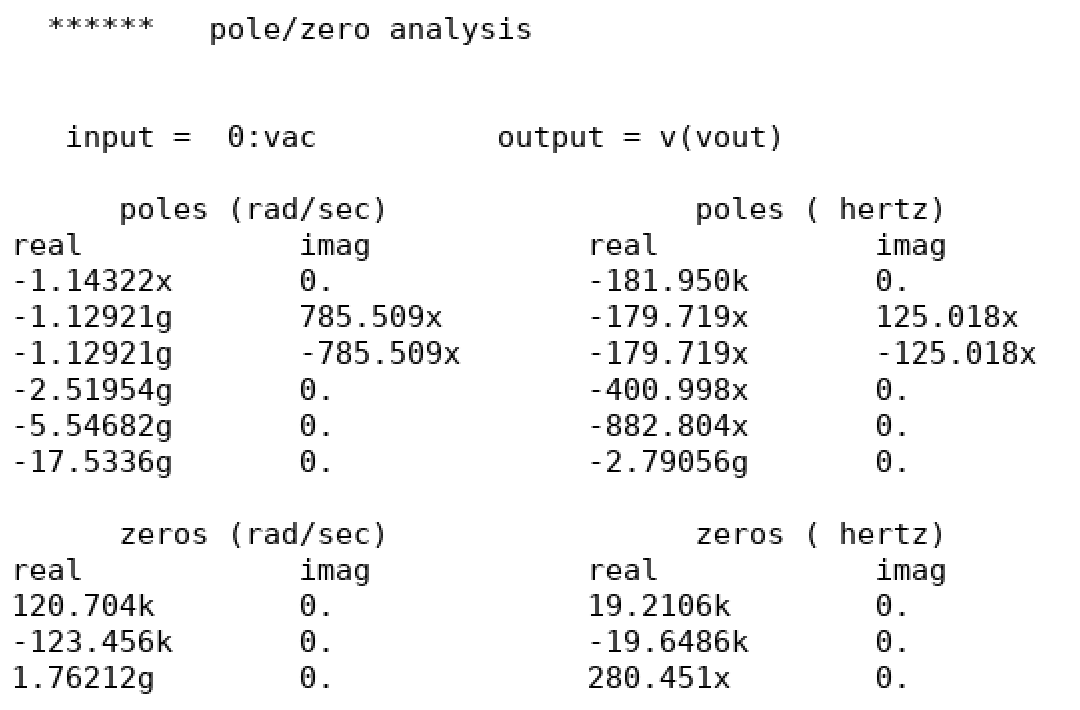 ****** pole/zero analysis
input = 0:vac output = v(vout)
poles (rad/sec) poles ( hertz)
real imag real imag
-1.14322x 0. -181.950k 0.
-1.12921g 785.509x -179.719x 125.018x
-1.12921g -785.509x -179.719x -125.018x
-2.51954g 0. -400.998x 0.
-5.54682g 0. -882.804x 0.
-17.5336g 0. -2.79056g 0.
zeros (rad/sec) zeros ( hertz)
real imag real imag
120.704k 0. 19.2106k 0.
-123.456k 0. -19.6486k 0.
1.76212g 0. 280.451x 0.